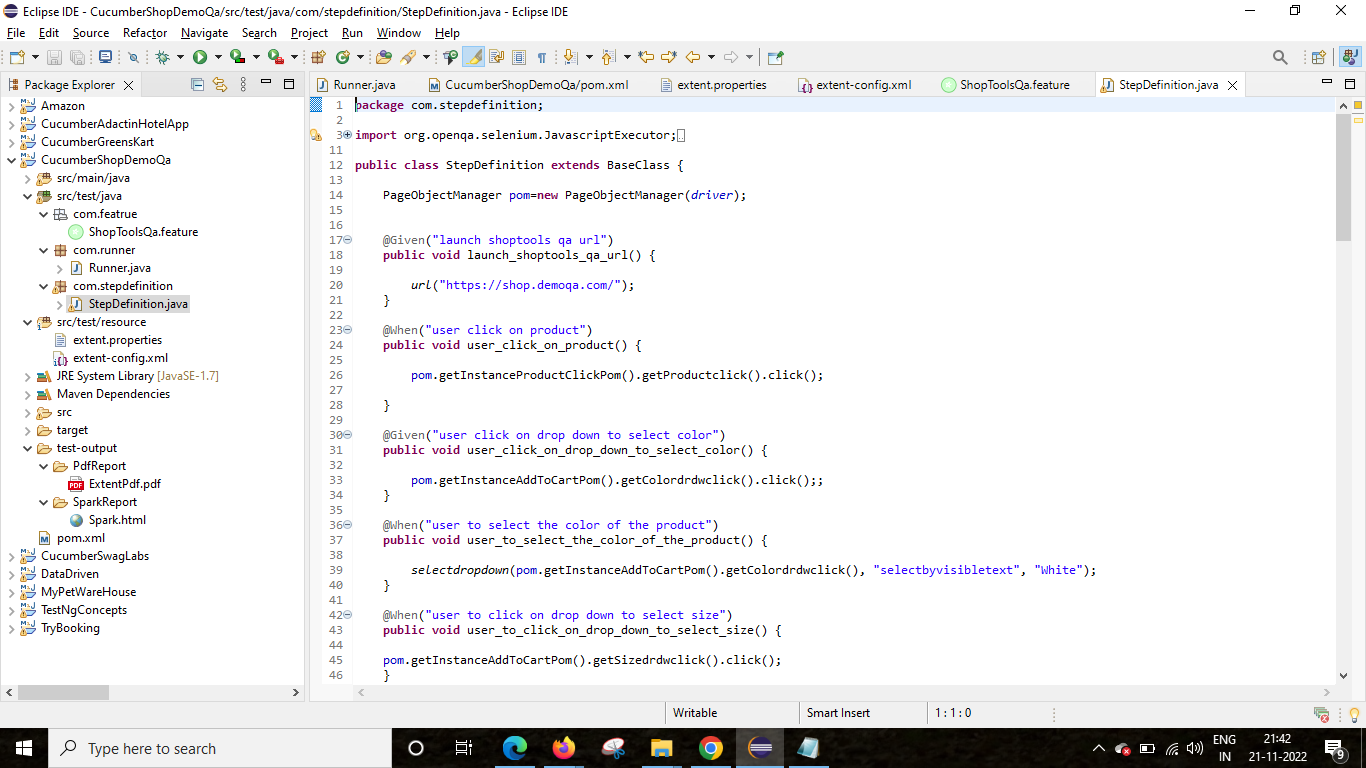 Eclipse IDE - CucumberShopDemoQa/src/test/java/com/stepdefinition/StepDefinition.java - Eclipse IDE
File Edit Source Refactor Navigate Search Project Run Window Help
Package Explorer
Amazon
CucumberAdactinHotelApp
CucumberGreensKart
CucumberShopDemoQa
src/main/java
src/test/java
com.featrue
ShopToolsQa.feature
com.runner
Runner.java
com.stepdefinition
StepDefinition.java
src/test/resource
extent.properties
extent-config.xml
JRE System Library [JavaSE-1.7]
Maven Dependencies
src
target
test-output
PdfReport
ExtentPdf.pdf
SparkReport
Spark.html
pom.xml
CucumberSwagLabs
DataDriven
MyPetWareHouse
TestNgConcepts
TryBooking
Runner.java CucumberShopDemoQa/pom.xml extent.properties extent-config.xml ShopToolsQa.feature StepDefinition.java
1 package com.stepdefinition;
2
3 import org.openqa.selenium.JavascriptExecutor;
11
12 public class StepDefinition extends BaseClass {
13
14 PageObjectManager pom=new PageObjectManager(driver);
15
16
17 @Given("launch shoptools qa url")
18 public void launch_shoptools_qa_url() {
19
20 url("https://shop.demoqa.com/");
21 }
22
23 @When("user click on product")
24 public void user_click_on_product() {
25
26 pom.getInstanceProductClickPom().getProductclick().click();
27
28 }
29
30 @Given("user click on drop down to select color")
31 public void user_click_on_drop_down_to_select_color() {
32
33 pom.getInstanceAddToCartPom().getColordrdwclick().click();;
34 }
35
36 @When("user to select the color of the product")
37 public void user_to_select_the_color_of_the_product() {
38
39 selectdropdown(pom.getInstanceAddToCartPom().getColordrdwclick(), "selectbyvisibletext", "White");
40 }
41
42 @When("user to click on drop down to select size")
43 public void user_to_click_on_drop_down_to_select_size() {
44
45 pom.getInstanceAddToCartPom().getSizedrdwclick().click();
46 }
Writable Smart Insert 1 : 1 : 0
Type here to search
ENG
IN
21:42
21-11-2022
9